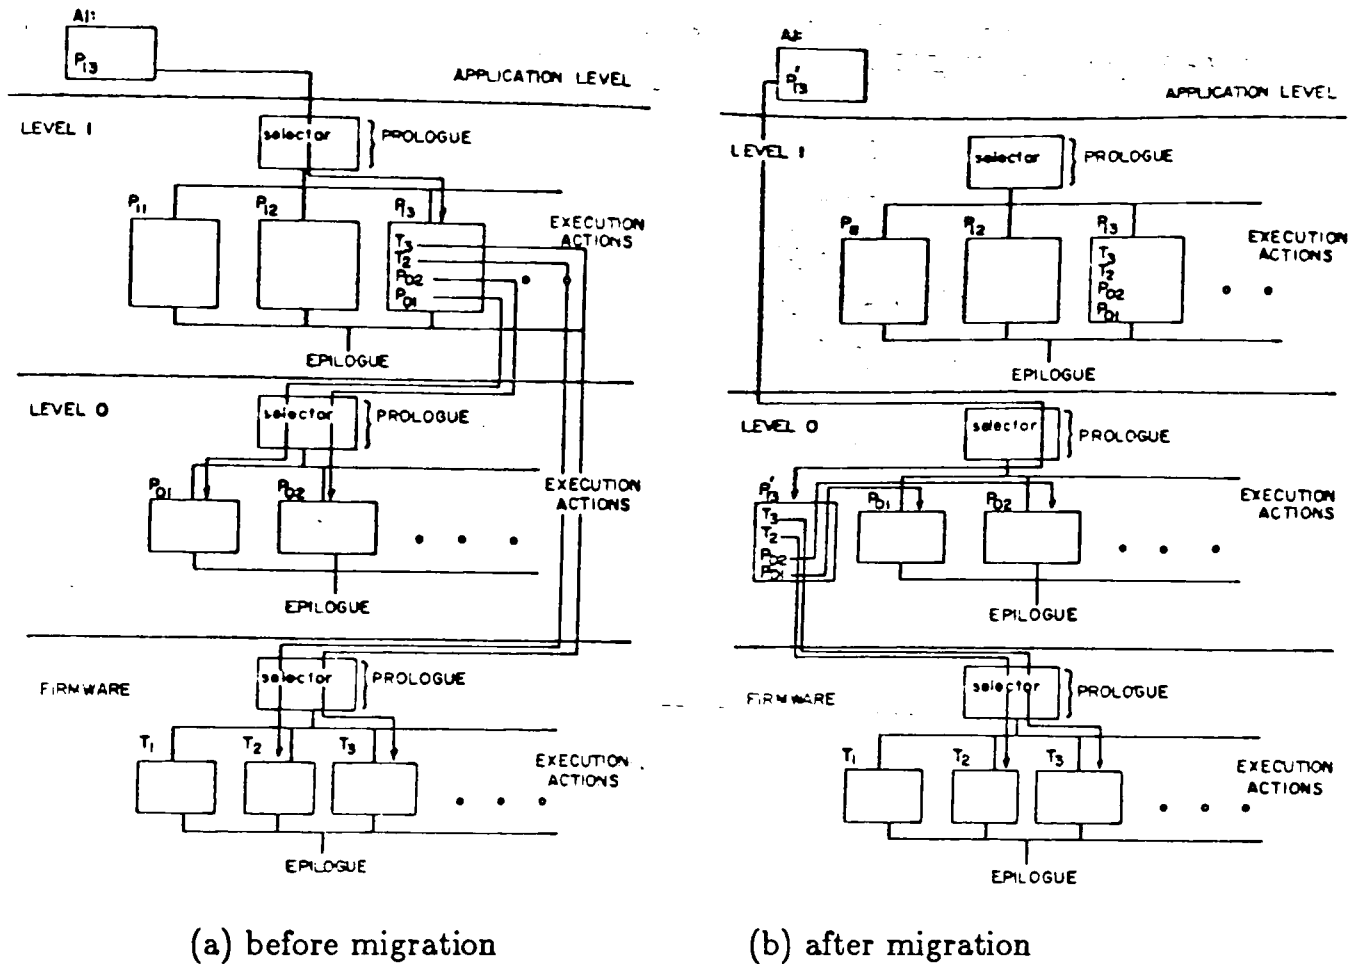 A1:
P13
APPLICATION LEVEL
LEVEL 1
selector
PROLOGUE
P11
P12
P13
EXECUTION
ACTIONS
T3
T2
P02
P01
EPILOGUE
LEVEL 0
selector
PROLOGUE
P01
P02
EXECUTION
ACTIONS
EPILOGUE
FIRMWARE
selector
PROLOGUE
T1
T2
T3
EXECUTION
ACTIONS
EPILOGUE
(a) before migration
P'13
APPLICATION LEVEL
LEVEL 1
selector
PROLOGUE
P12
P13
EXECUTION
ACTIONS
T3
T2
P02
P01
EPILOGUE
LEVEL 0
selector
PROLOGUE
P'13
P01
P02
EXECUTION
ACTIONS
T3
T2
P02
P01
EPILOGUE
FIRMWARE
selector
PROLOGUE
T1
T2
T3
EXECUTION
ACTIONS
EPILOGUE
(b) after migration